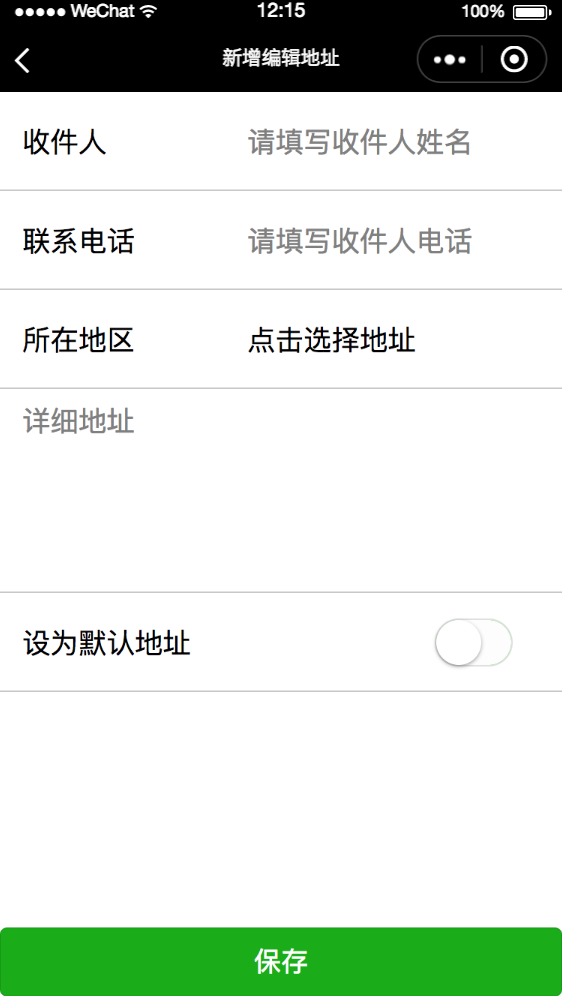 ●●●●● WeChat 12:15 100%
新增编辑地址
收件人 请填写收件人姓名
联系电话 请填写收件人电话
所在地区 点击选择地址
详细地址
设为默认地址
保存